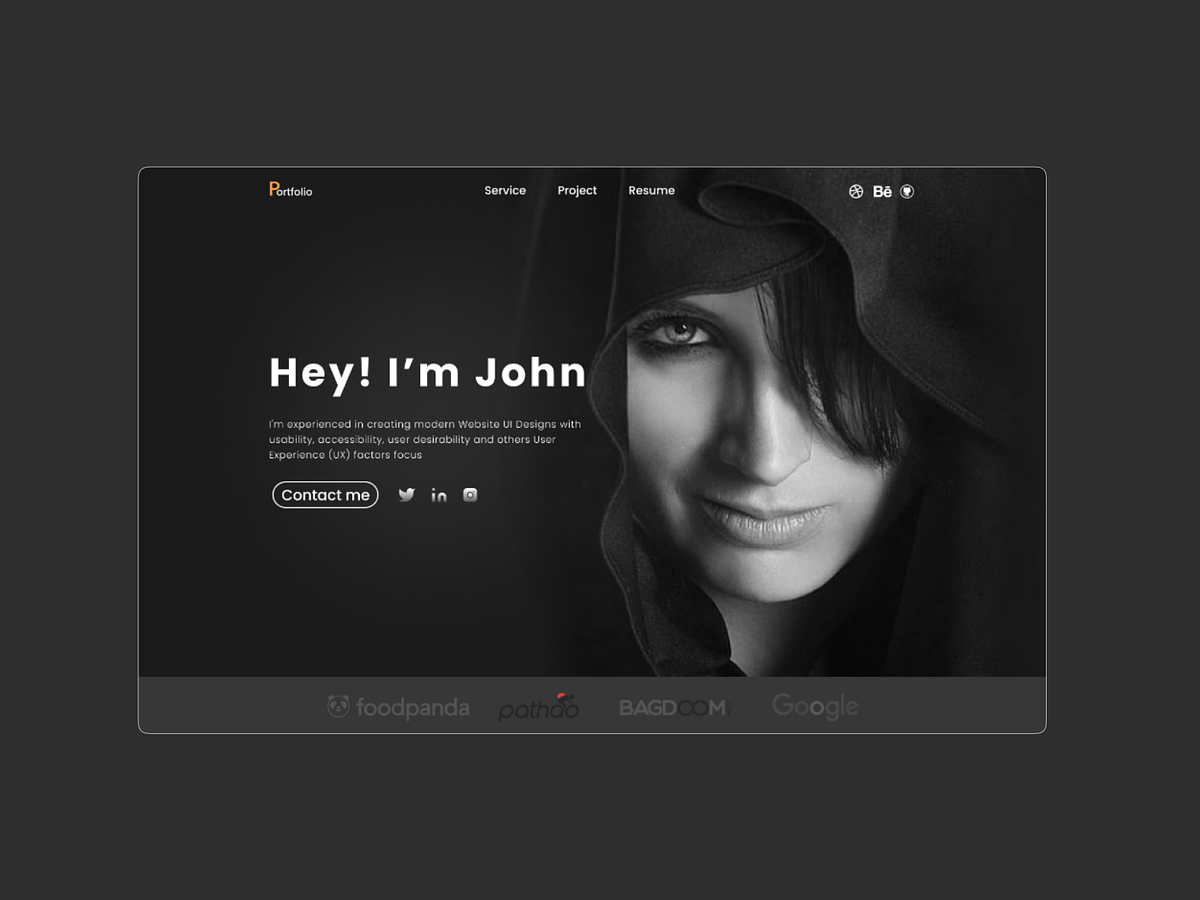 Portfolio
Service
Project
Resume
Bē
Hey! I’m John
I'm experienced in creating modern Website UI Designs with
usability, accessibility, user desirability and others User
Experience (UX) factors focus
Contact me
in
foodpanda
pathao
BAGDOOM
Google